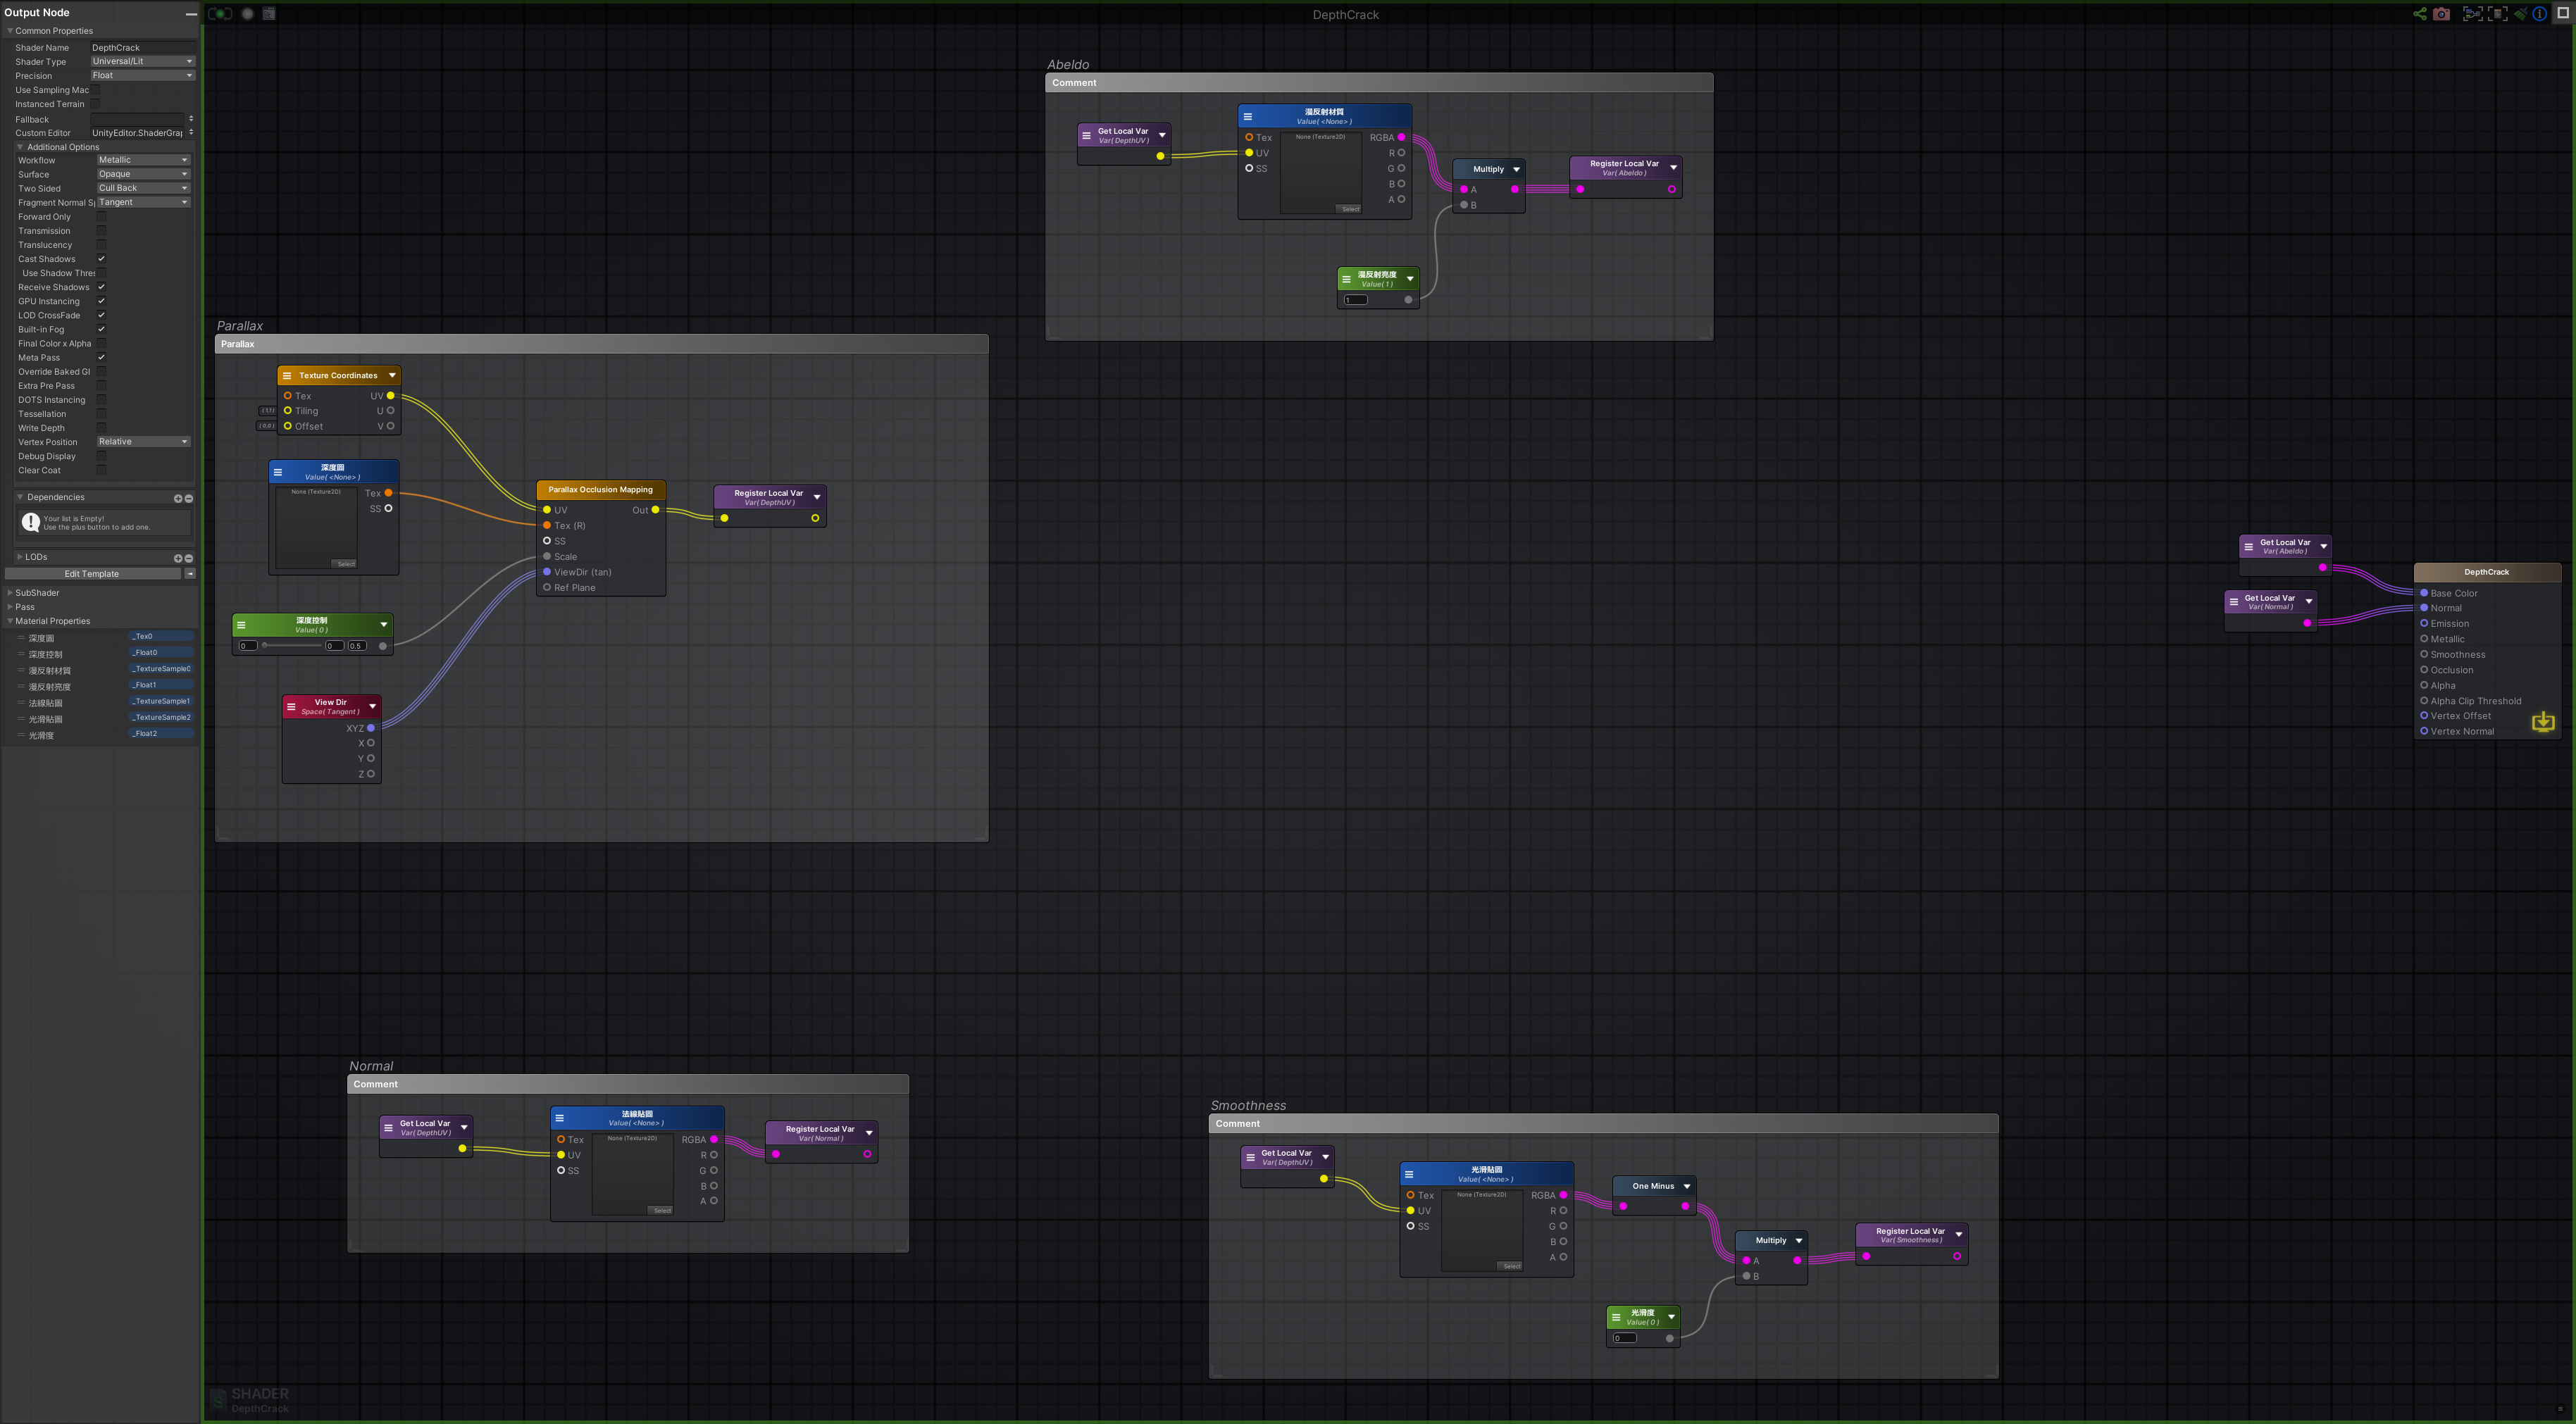 Output Node
Common Properties
Shader Name DepthCrack
Shader Type Universal/Lit
Precision Float
Use Sampling Mac
Instanced Terrain
Fallback
Custom Editor UnityEditor.ShaderGrap
Additional Options
Workflow Metallic
Surface Opaque
Two Sided Cull Back
Fragment Normal Sp Tangent
Forward Only
Transmission
Translucency
Cast Shadows
Use Shadow Thres
Receive Shadows
GPU Instancing
LOD CrossFade
Built-in Fog
Final Color x Alpha
Meta Pass
Override Baked GI
Extra Pre Pass
DOTS Instancing
Tessellation
Write Depth
Vertex Position Relative
Debug Display
Clear Coat
Dependencies
Your list is Empty!
Use the plus button to add one.
LODs
Edit Template
SubShader
Pass
Material Properties
深度圖 _Tex0
深度控制 _Float0
漫反射材質 _TextureSample0
漫反射亮度 _Float1
法線貼圖 _TextureSample1
光滑貼圖 _TextureSample2
光滑度 _Float2
DepthCrack
Abeldo
Comment
Get Local Var
Var( DepthUV )
漫反射材質
Value( <None> )
Tex
UV
SS
None (Texture2D)
Select
RGBA
R
G
B
A
Multiply
A
B
Register Local Var
Var( Abeldo )
漫反射亮度
Value( 1 )
1
Parallax
Parallax
Texture Coordinates
Tex UV
Tiling U
Offset V
深度圖
Value( <None> )
None (Texture2D)
Tex
SS
Select
Parallax Occlusion Mapping
UV Out
Tex (R)
SS
Scale
ViewDir (tan)
Ref Plane
Register Local Var
Var( DepthUV )
深度控制
Value( 0 )
0 0 0.5
View Dir
Space( Tangent )
XYZ
X
Y
Z
Get Local Var
Var( Abeldo )
Get Local Var
Var( Normal )
DepthCrack
Base Color
Normal
Emission
Metallic
Smoothness
Occlusion
Alpha
Alpha Clip Threshold
Vertex Offset
Vertex Normal
Normal
Comment
Get Local Var
Var( DepthUV )
法線貼圖
Value( <None> )
Tex
UV
SS
None (Texture2D)
Select
RGBA
R
G
B
A
Register Local Var
Var( Normal )
Smoothness
Comment
Get Local Var
Var( DepthUV )
光滑貼圖
Value( <None> )
Tex
UV
SS
None (Texture2D)
Select
RGBA
R
G
B
A
One Minus
Multiply
A
B
Register Local Var
Var( Smoothness )
光滑度
Value( 0 )
0
SHADER
DepthCrack